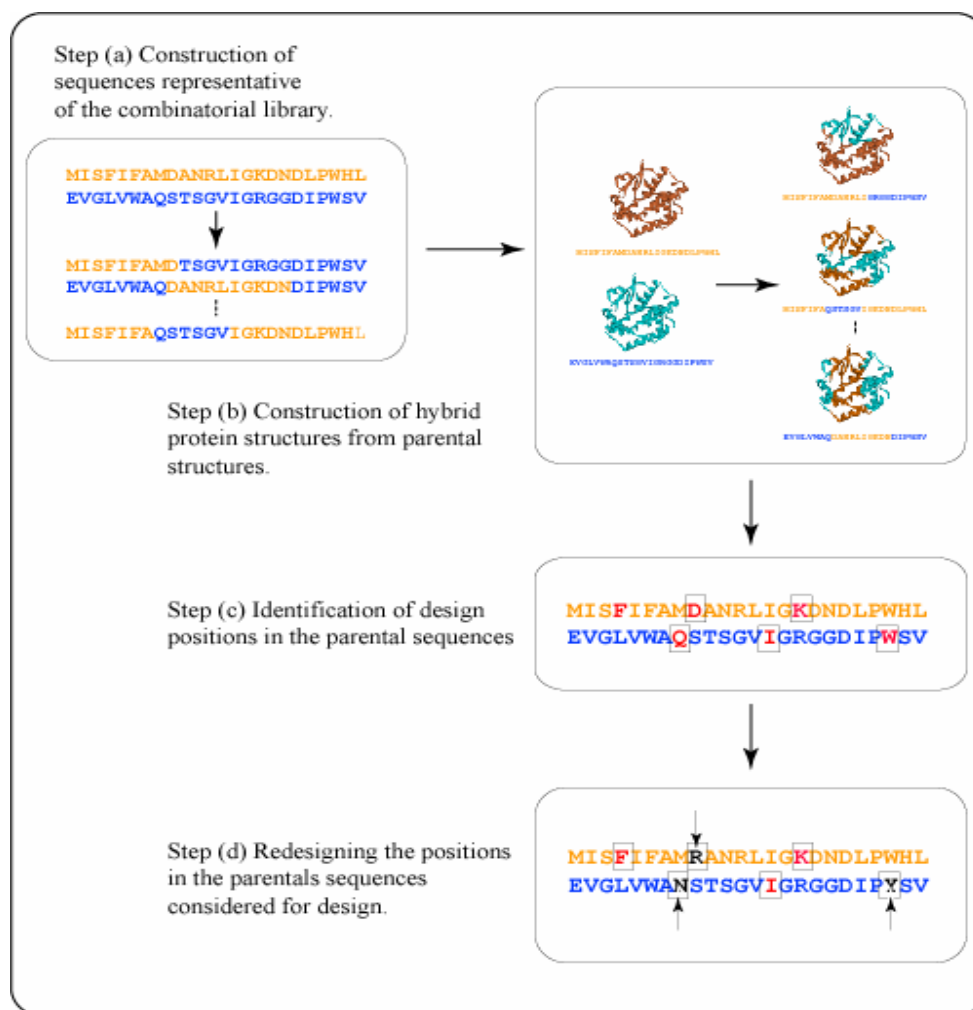 Step (a) Construction of
sequences representative
of the combinatorial library.
MISFIFAMDANRLIGKDNDLPWHL
EVGLVWAQSTSGVIGRGGDIPWSV
MISFIFAMDTSGVIGRGGDIPWSV
EVGLVWAQDANRLIGKDNDIPWSV
MISFIFAQSTSGVIGKDNDLPWHL
Step (b) Construction of hybrid
protein structures from parental
structures.
Step (c) Identification of design
positions in the parental sequences
MISFIFAMDANRLIGKDNDLPWHL
EVGLVWAQSTSGVIGRGGDIPWSV
Step (d) Redesigning the positions
in the parentals sequences
considered for design.
MISFIFAMRANRLIGKDNDLPWHL
EVGLVWANSTSGVIGRGGDIPYSV